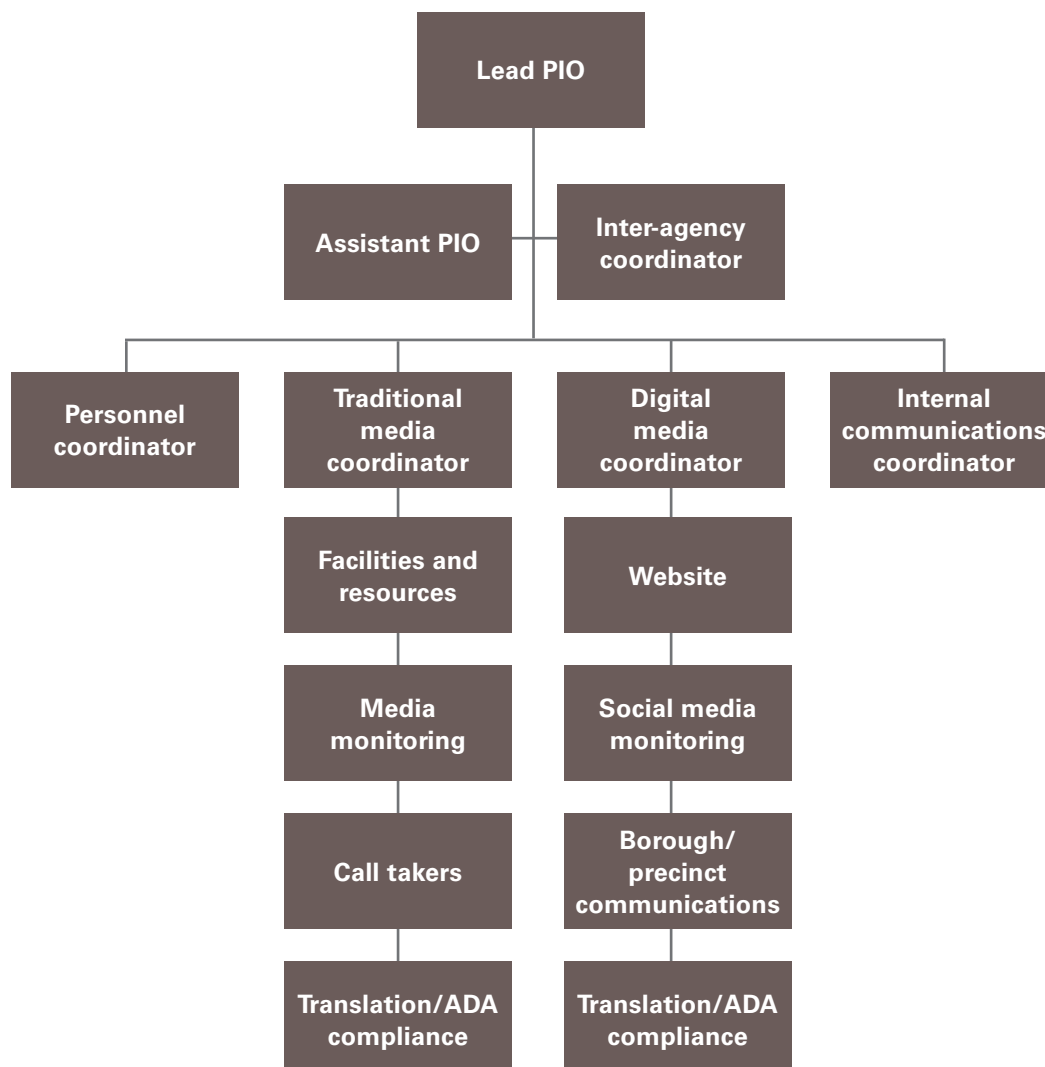 Lead PIO
Assistant PIO
Inter-agency
coordinator
Personnel
coordinator
Traditional
media
coordinator
Digital
media
coordinator
Internal
communications
coordinator
Facilities and
resources
Website
Media
monitoring
Social media
monitoring
Call takers
Borough/
precinct
communications
Translation/ADA
compliance
Translation/ADA
compliance